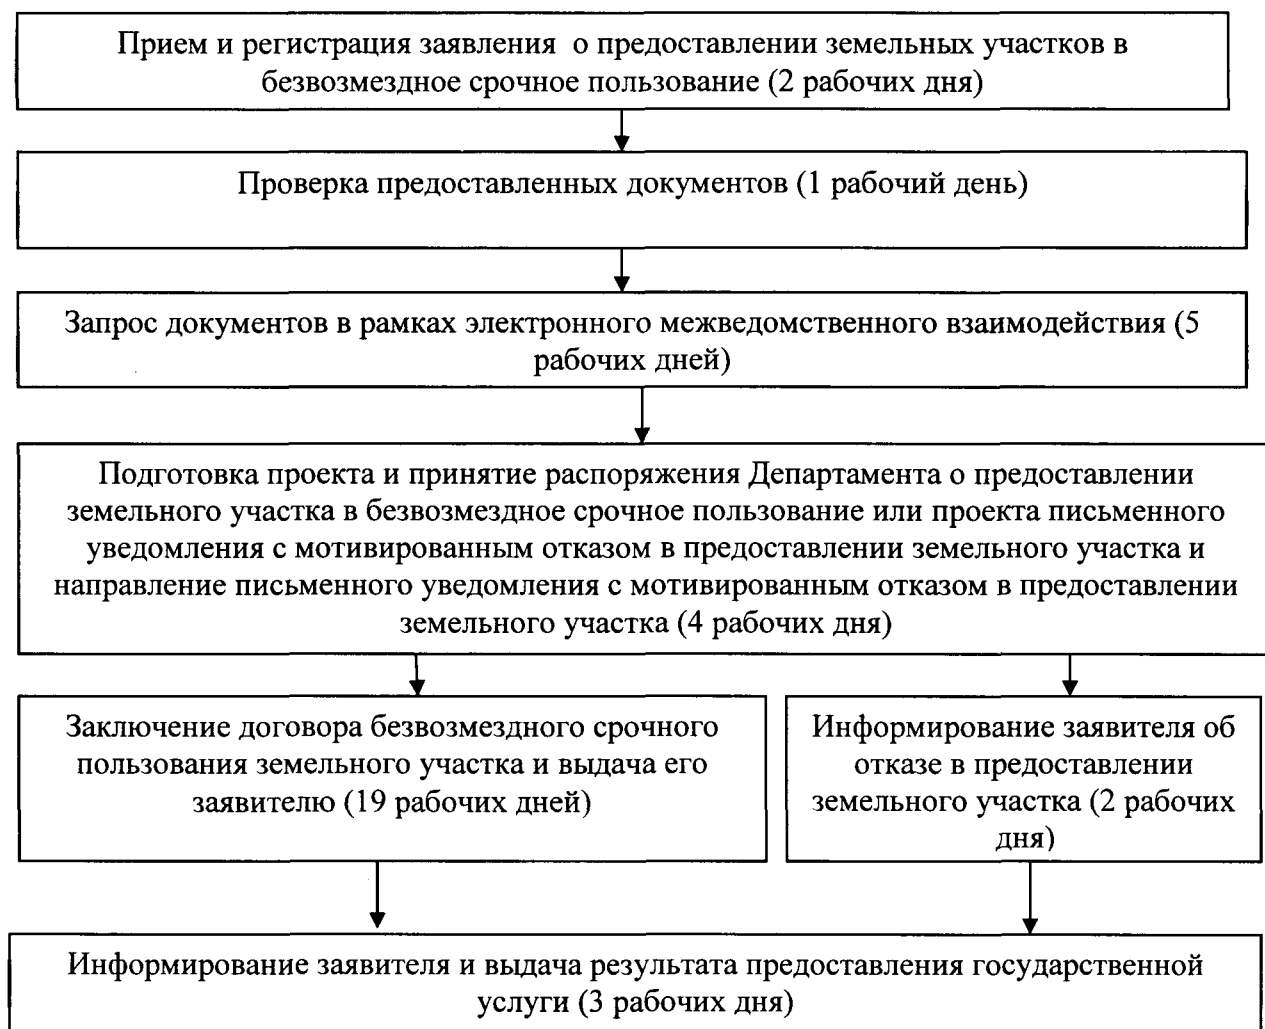 Прием и регистрация заявления о предоставлении земельных участков в
безвозмездное срочное пользование (2 рабочих дня)
Проверка предоставленных документов (1 рабочий день)
Запрос документов в рамках электронного межведомственного взаимодействия (5
рабочих дней)
Подготовка проекта и принятие распоряжения Департамента о предоставлении
земельного участка в безвозмездное срочное пользование или проекта письменного
уведомления с мотивированным отказом в предоставлении земельного участка и
направление письменного уведомления с мотивированным отказом в предоставлении
земельного участка (4 рабочих дня)
Заключение договора безвозмездного срочного
пользования земельного участка и выдача его
заявителю (19 рабочих дней)
Информирование заявителя об
отказе в предоставлении
земельного участка (2 рабочих
дня)
Информирование заявителя и выдача результата предоставления государственной
услуги (3 рабочих дня)